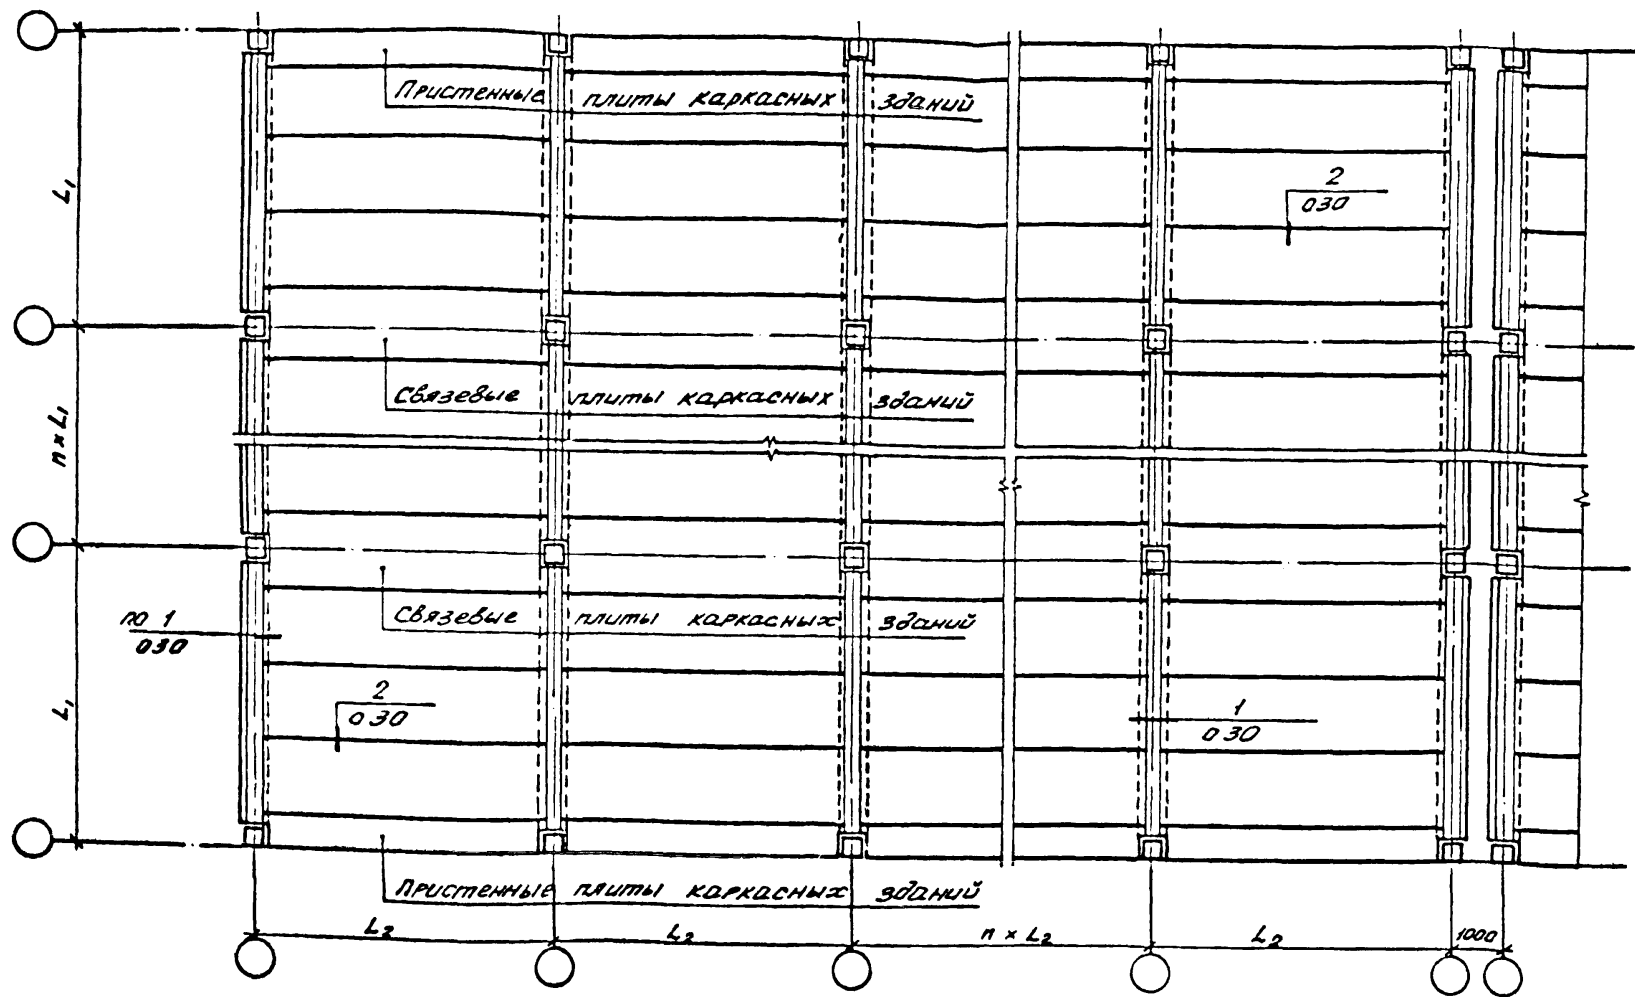 Пристенные плиты каркасных зданий
L₁
2
030
n × L₁
Связевые плиты каркасных зданий
по 1
030
Связевые плиты каркасных зданий
L₁
2
030
1
030
Пристенные плиты каркасных зданий
L₂ L₂ n × L₂ L₂ 1000